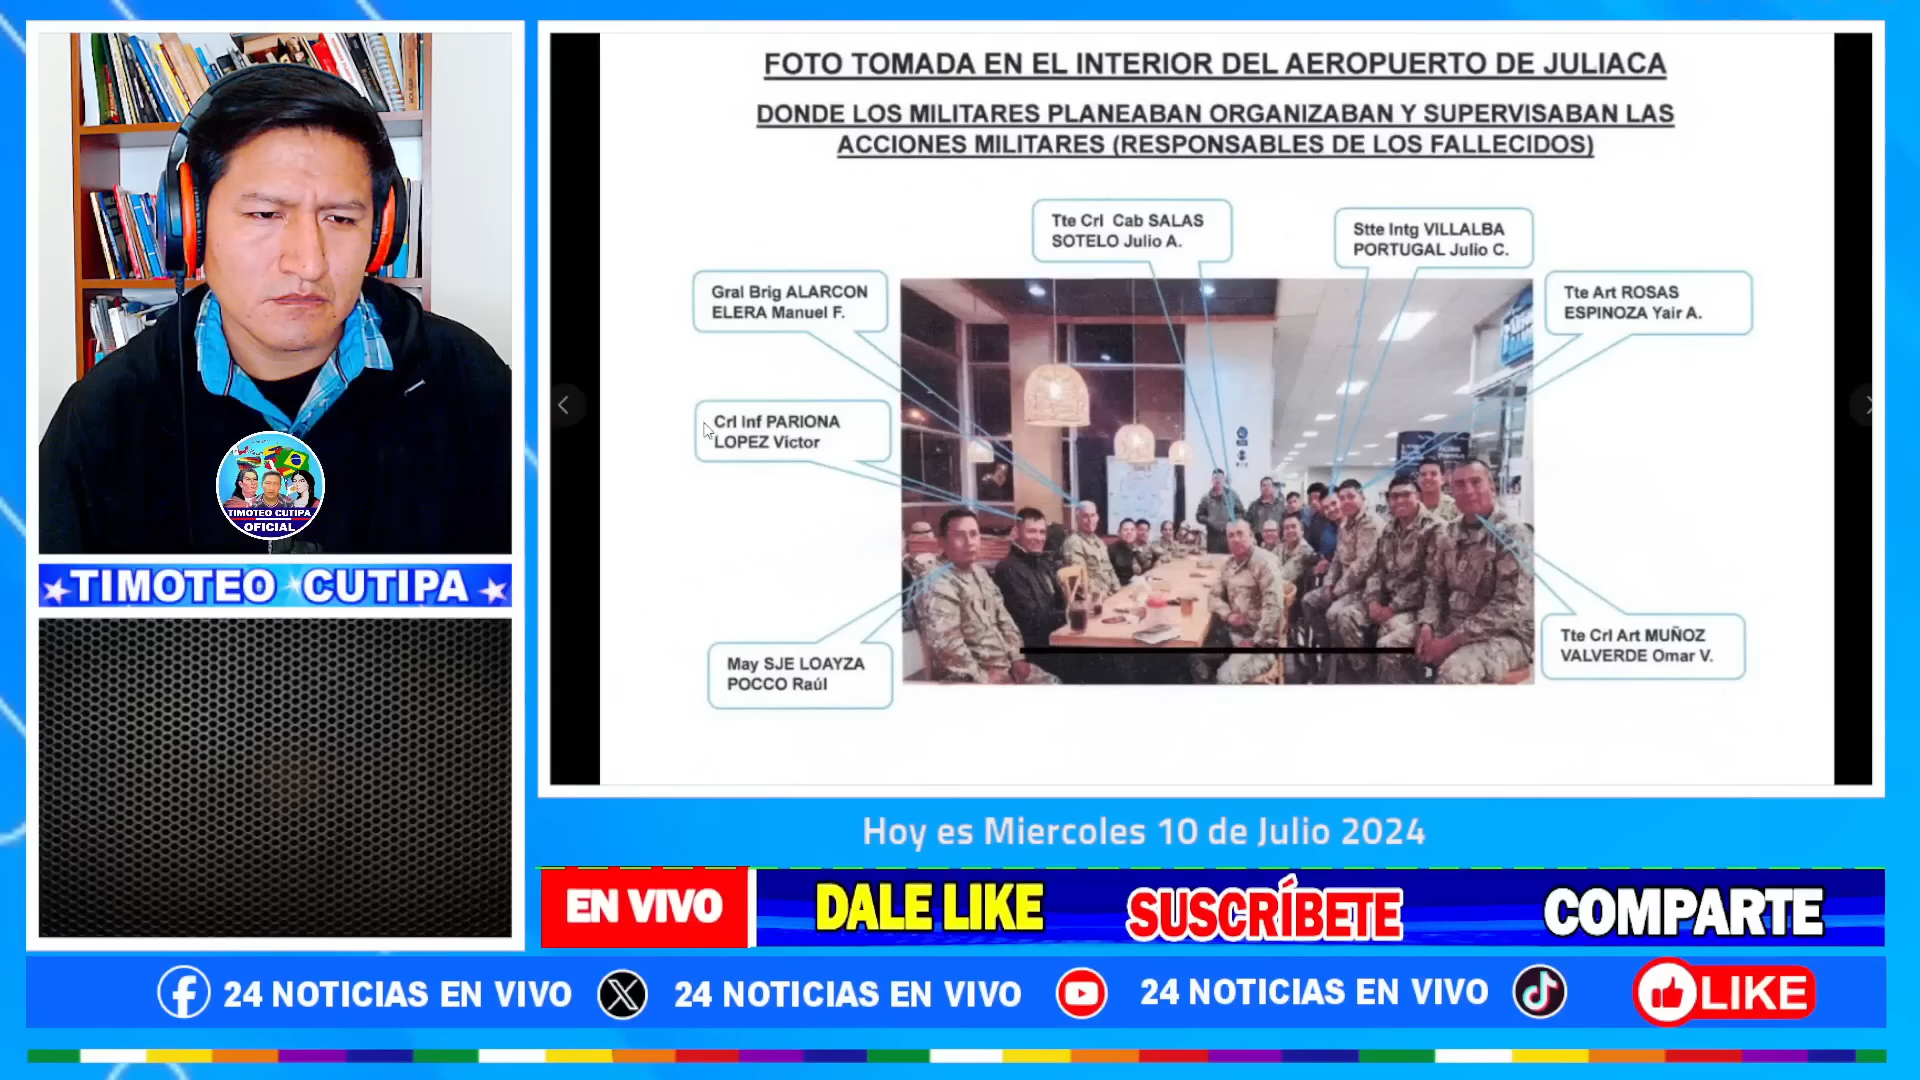 FOTO TOMADA EN EL INTERIOR DEL AEROPUERTO DE JULIACA
DONDE LOS MILITARES PLANEABAN ORGANIZABAN Y SUPERVISABAN LAS
ACCIONES MILITARES (RESPONSABLES DE LOS FALLECIDOS)
Tte Crl Cab SALAS
SOTELO Julio A.
Stte Intg VILLALBA
PORTUGAL Julio C.
Gral Brig ALARCON
ELERA Manuel F.
Tte Art ROSAS
ESPINOZA Yair A.
Crl Inf PARIONA
LOPEZ Victor
May SJE LOAYZA
POCCO Raúl
Tte Crl Art MUÑOZ
VALVERDE Omar V.
TIMOTEO CUTIPA
OFICIAL
TIMOTEO CUTIPA
Hoy es Miercoles 10 de Julio 2024
EN VIVO
DALE LIKE
SUSCRÍBETE
COMPARTE
24 NOTICIAS EN VIVO
24 NOTICIAS EN VIVO
24 NOTICIAS EN VIVO
LIKE